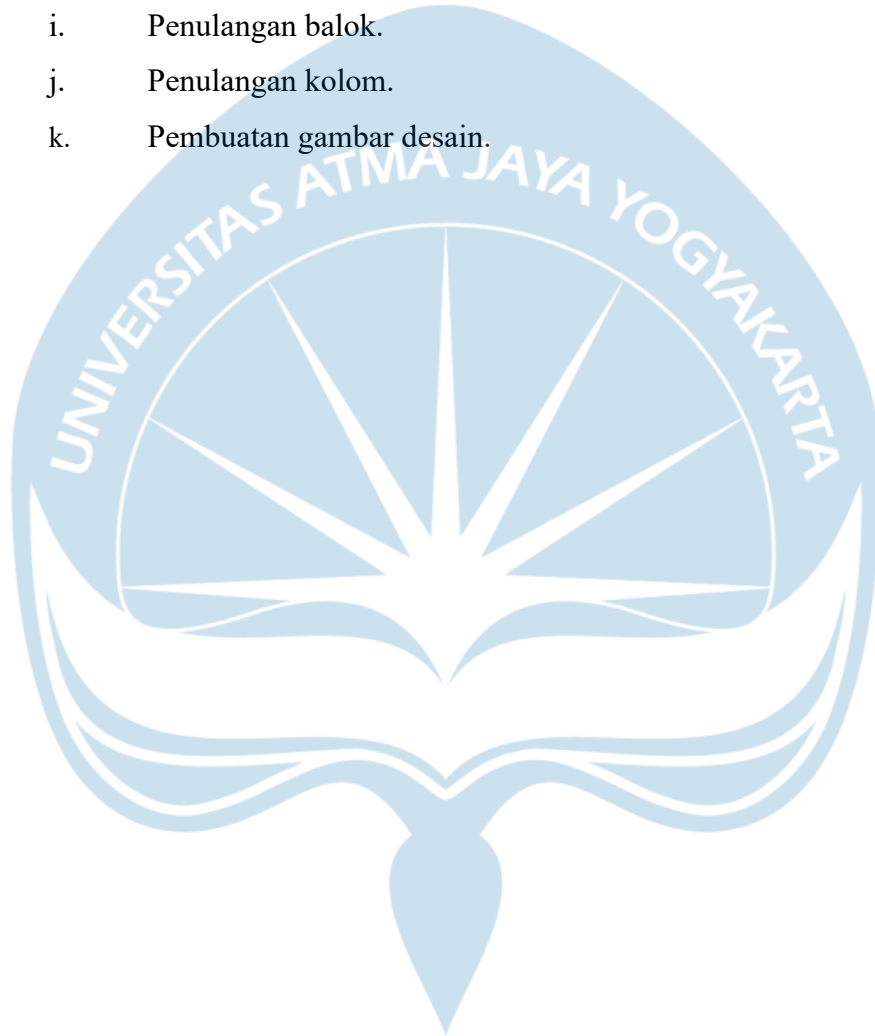 i. Penulangan balok.
j. Penulangan kolom.
k. Pembuatan gambar desain.
UNIVERSITAS ATMA JAYA YOGYAKARTA